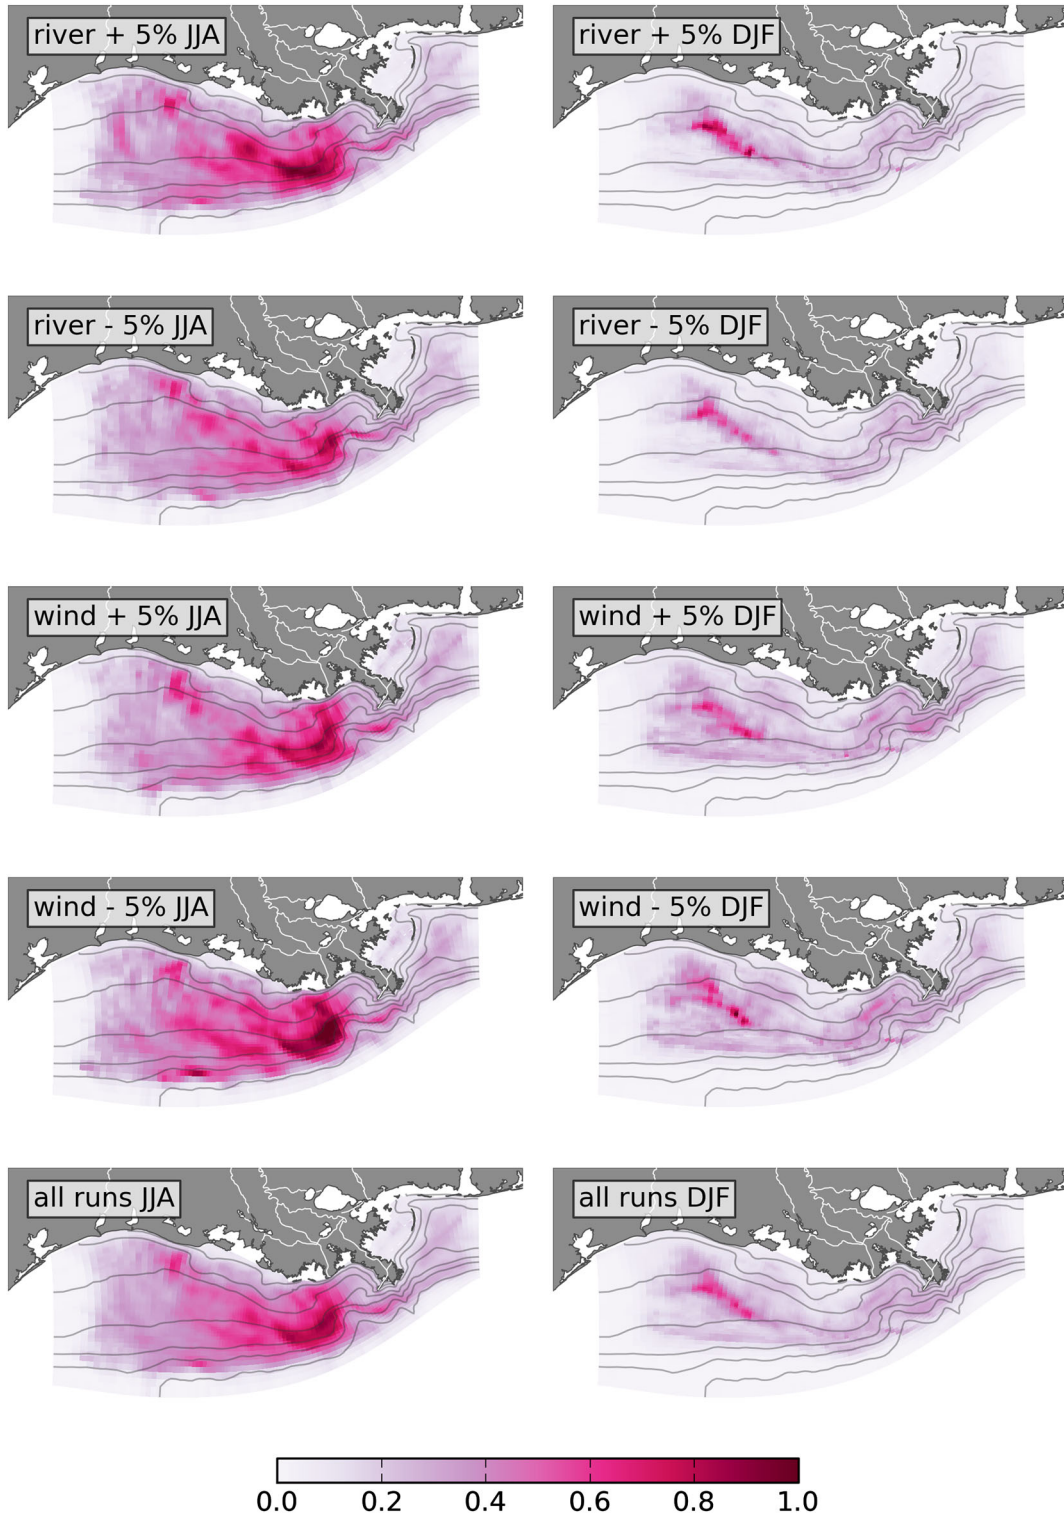 river + 5% JJA
river + 5% DJF
river - 5% JJA
river - 5% DJF
wind + 5% JJA
wind + 5% DJF
wind - 5% JJA
wind - 5% DJF
all runs JJA
all runs DJF
0.0 0.2 0.4 0.6 0.8 1.0